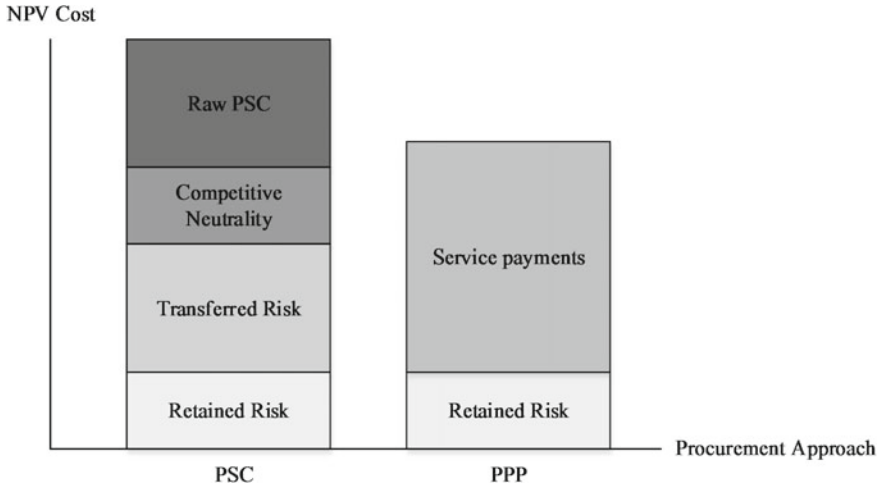 NPV Cost
Raw PSC
Competitive
Neutrality
Transferred Risk
Retained Risk
Service payments
Retained Risk
Procurement Approach
PSC
PPP